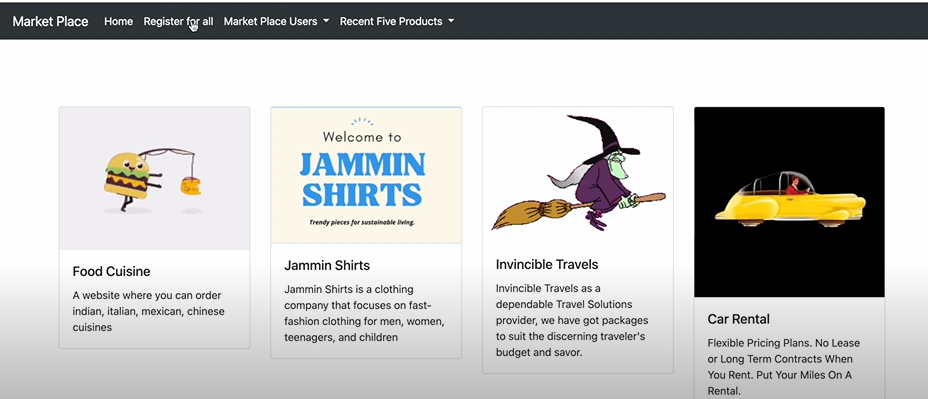 Market Place Home Register for all Market Place Users Recent Five Products
Welcome to
JAMMIN
SHIRTS
Trendy pieces for sustainable living.
Food Cuisine
A website where you can order
indian, italian, mexican, chinese
cuisines
Jammin Shirts
Jammin Shirts is a clothing
company that focuses on fast-
fashion clothing for men, women,
teenagers, and children
Invincible Travels
Invincible Travels as a
dependable Travel Solutions
provider, we have got packages
to suit the discerning traveler's
budget and savor.
Car Rental
Flexible Pricing Plans. No Lease
or Long Term Contracts When
You Rent. Put Your Miles On A
Rental.